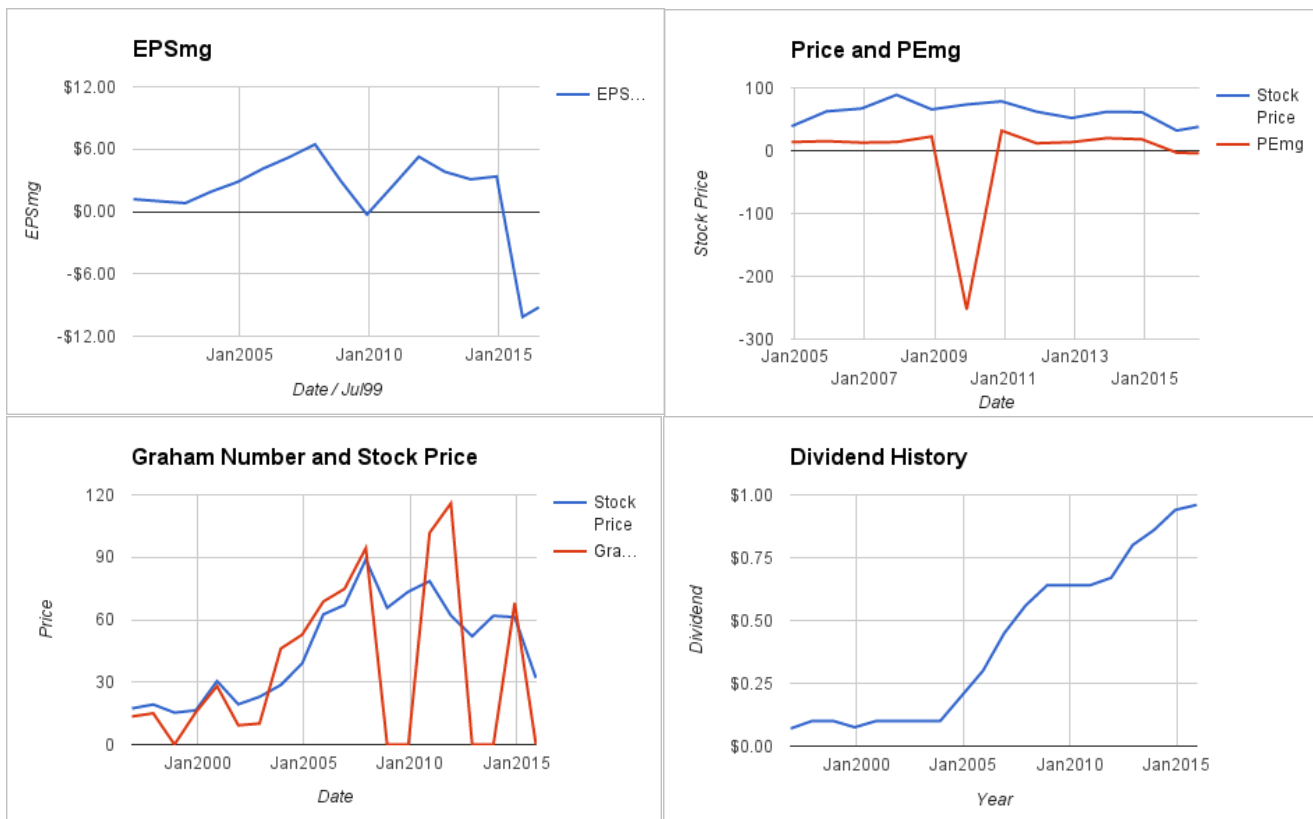 EPSmg
$12.00
$6.00
$0.00
-$6.00
-$12.00
EPSmg
EPS...
Jan2005
Jan2010
Jan2015
Date / Jul99
Price and PEmg
100
0
-100
-200
-300
Stock Price
Stock
Price
PEmg
Jan2005
Jan2007
Jan2009
Jan2011
Jan2013
Jan2015
Date
Graham Number and Stock Price
120
90
60
30
0
Price
Stock
Price
Gra...
Jan2000
Jan2005
Jan2010
Jan2015
Date
Dividend History
$1.00
$0.75
$0.50
$0.25
$0.00
Dividend
Jan2000
Jan2005
Jan2010
Jan2015
Year